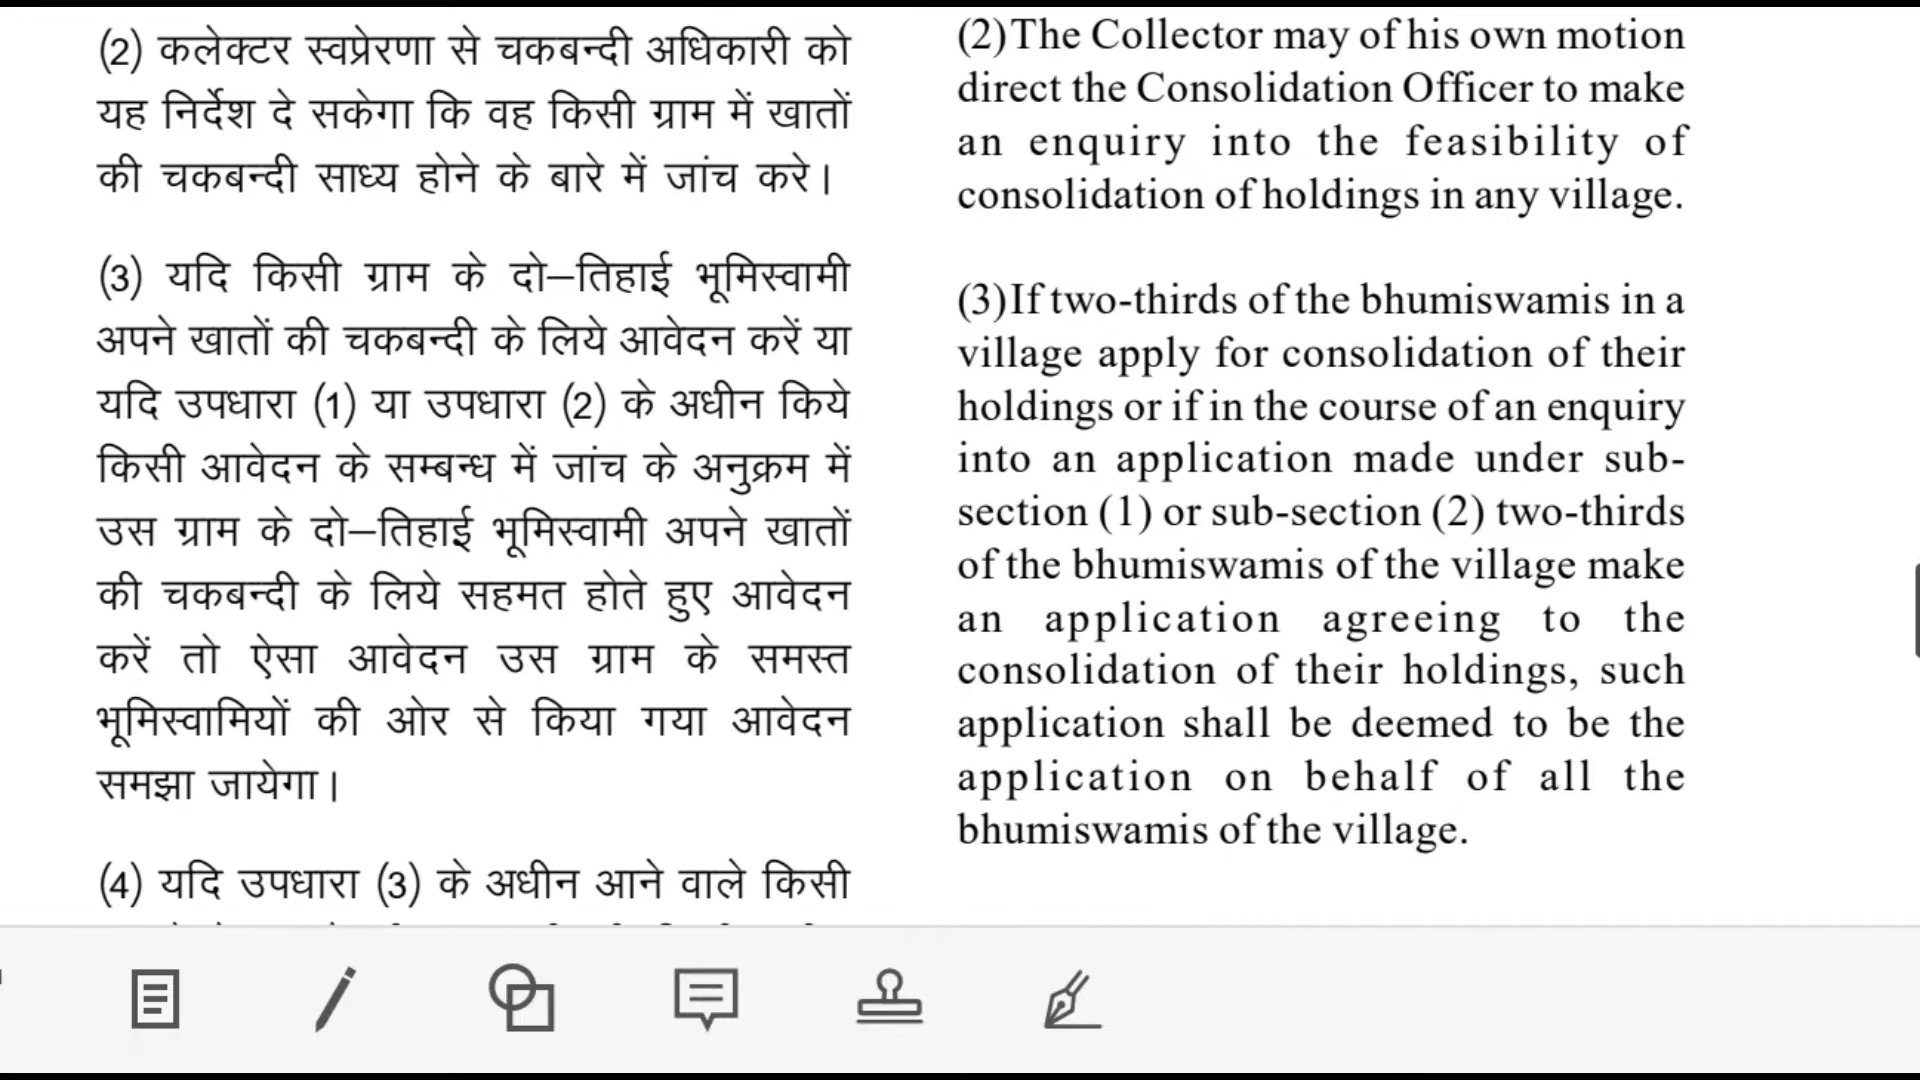 (2) कलेक्टर स्वप्रेरणा से चकबन्दी अधिकारी को
यह निर्देश दे सकेगा कि वह किसी ग्राम में खातों
की चकबन्दी साध्य होने के बारे में जांच करे।
(3) यदि किसी ग्राम के दो–तिहाई भूमिस्वामी
अपने खातों की चकबन्दी के लिये आवेदन करें या
यदि उपधारा (1) या उपधारा (2) के अधीन किये
किसी आवेदन के सम्बन्ध में जांच के अनुक्रम में
उस ग्राम के दो–तिहाई भूमिस्वामी अपने खातों
की चकबन्दी के लिये सहमत होते हुए आवेदन
करें तो ऐसा आवेदन उस ग्राम के समस्त
भूमिस्वामियों की ओर से किया गया आवेदन
समझा जायेगा।
(4) यदि उपधारा (3) के अधीन आने वाले किसी
(2)The Collector may of his own motion
direct the Consolidation Officer to make
an enquiry into the feasibility of
consolidation of holdings in any village.
(3)If two-thirds of the bhumiswamis in a
village apply for consolidation of their
holdings or if in the course of an enquiry
into an application made under sub-
section (1) or sub-section (2) two-thirds
of the bhumiswamis of the village make
an application agreeing to the
consolidation of their holdings, such
application shall be deemed to be the
application on behalf of all the
bhumiswamis of the village.